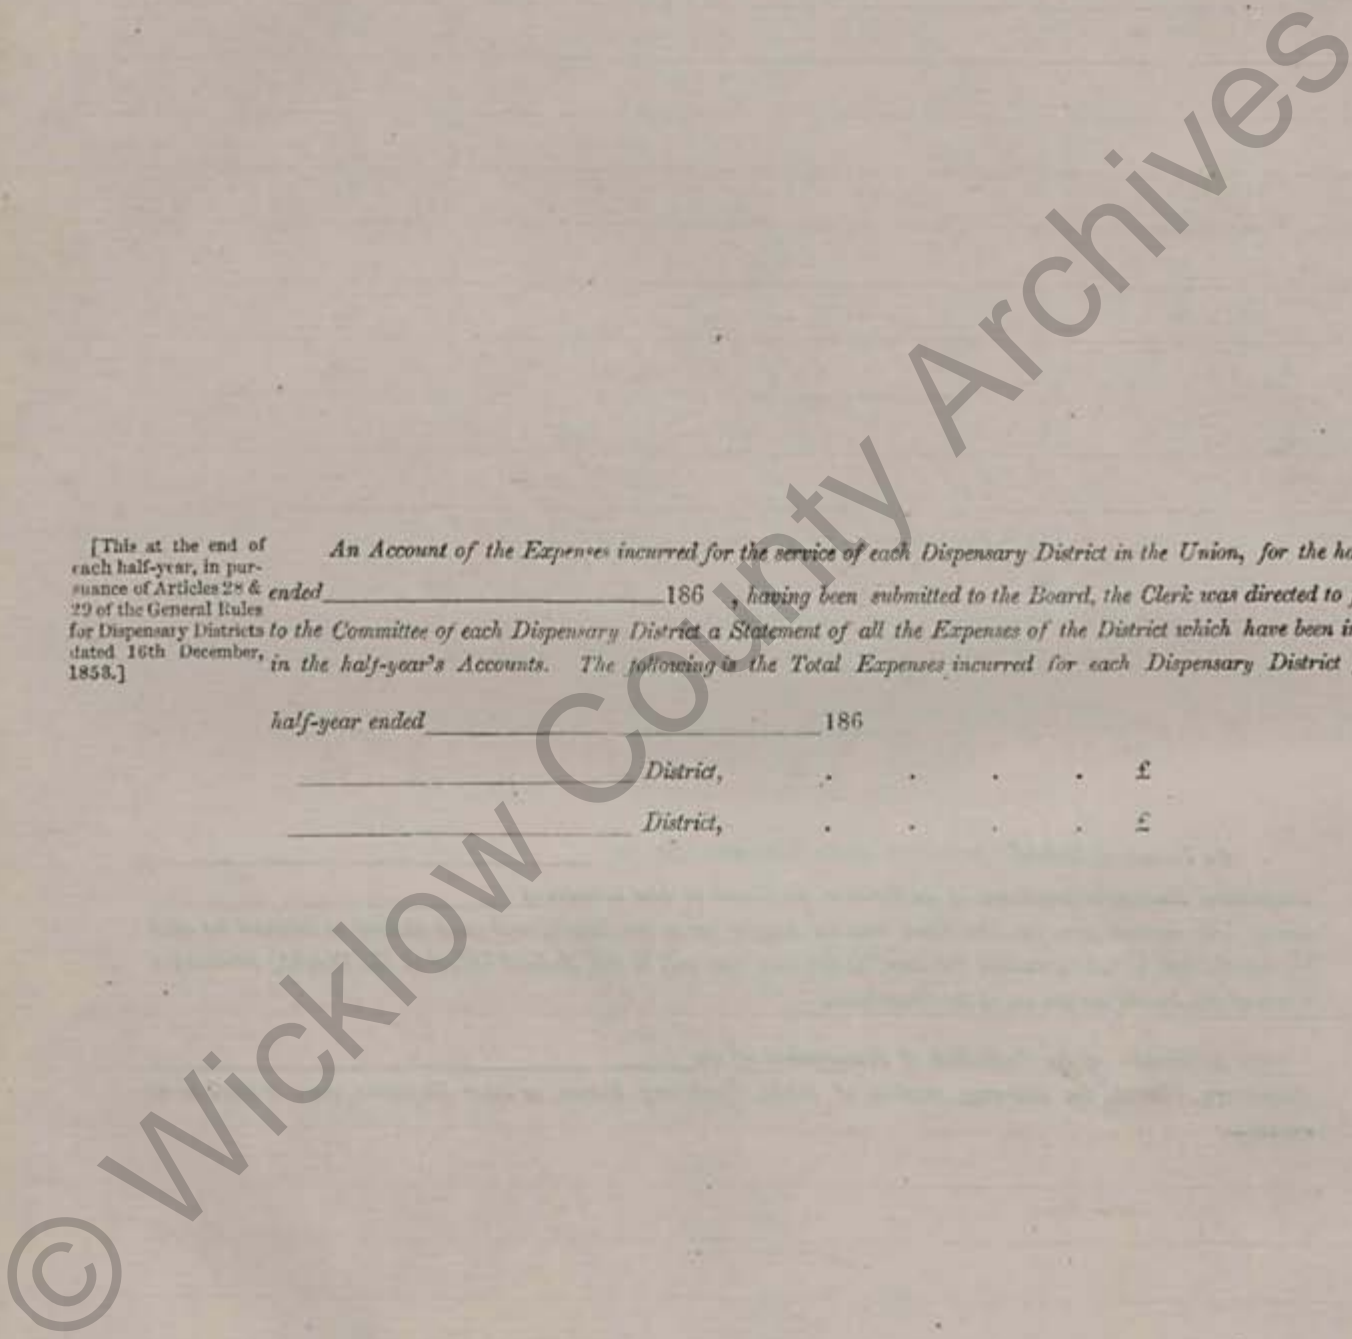 [This at the end of
each half-year, in pur-
suance of Articles 28 &
29 of the General Rules
for Dispensary Districts
dated 16th December,
1853.]
An Account of the Expenses incurred for the service of each Dispensary District in the Union, for the ha
ended 186 , having been submitted to the Board, the Clerk was directed to
to the Committee of each Dispensary District a Statement of all the Expenses of the District which have been i
in the half-year's Accounts. The following is the Total Expenses incurred for each Dispensary District
half-year ended 186
District, . . . . £
District, . . . . £
© Wicklow County Archives